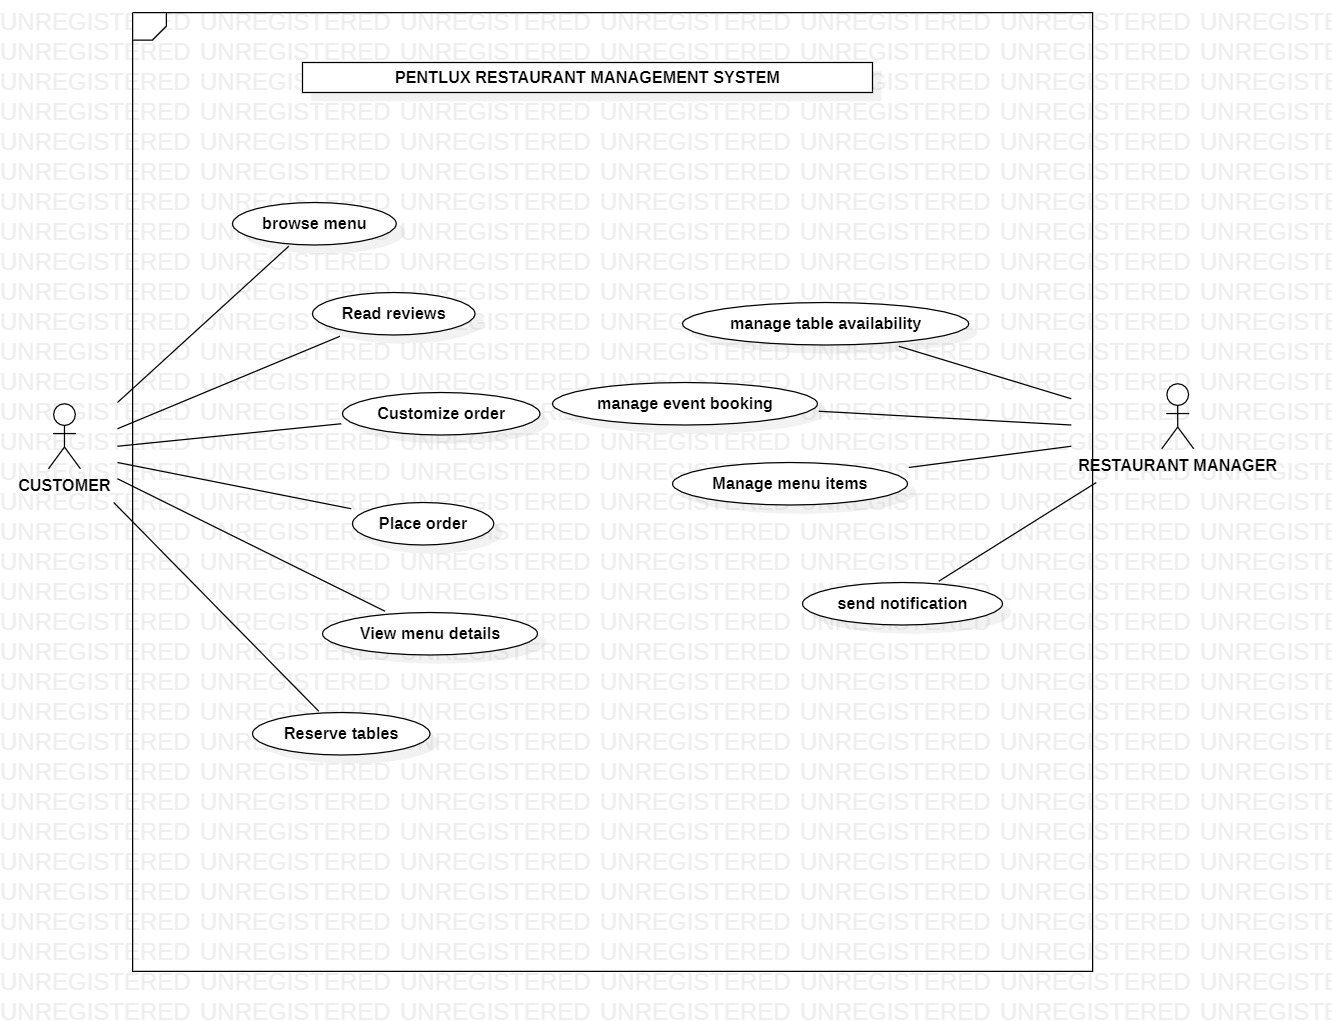 PENTLUX RESTAURANT MANAGEMENT SYSTEM
browse menu
Read reviews
manage table availability
Customize order
manage event booking
CUSTOMER
RESTAURANT MANAGER
Manage menu items
Place order
send notification
View menu details
Reserve tables
UNREGISTERED